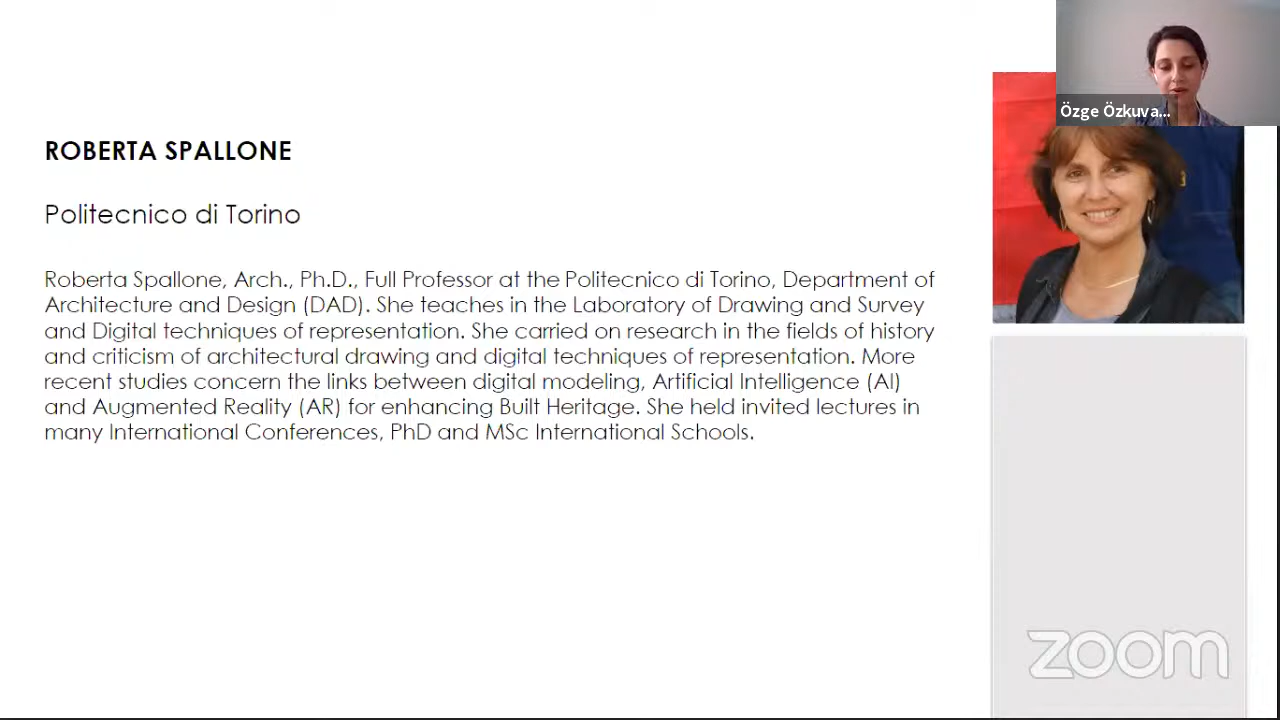 Özge Özkuva...
ROBERTA SPALLONE
Politecnico di Torino
Roberta Spallone, Arch., Ph.D., Full Professor at the Politecnico di Torino, Department of
Architecture and Design (DAD). She teaches in the Laboratory of Drawing and Survey
and Digital techniques of representation. She carried on research in the fields of history
and criticism of architectural drawing and digital techniques of representation. More
recent studies concern the links between digital modeling, Artificial Intelligence (AI)
and Augmented Reality (AR) for enhancing Built Heritage. She held invited lectures in
many International Conferences, PhD and MSc International Schools.
zoom